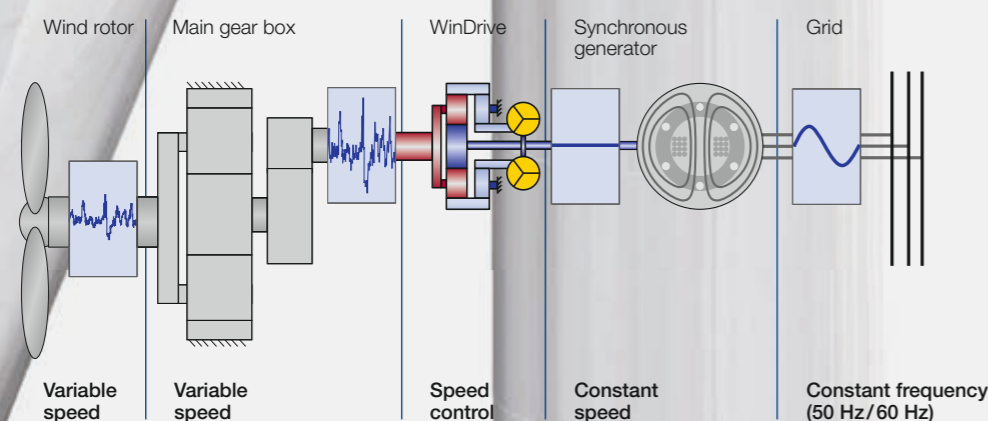 Wind rotor
Main gear box
WinDrive
Synchronous
generator
Grid
Variable
speed
Variable
speed
Speed
control
Constant
speed
Constant frequency
(50 Hz/60 Hz)